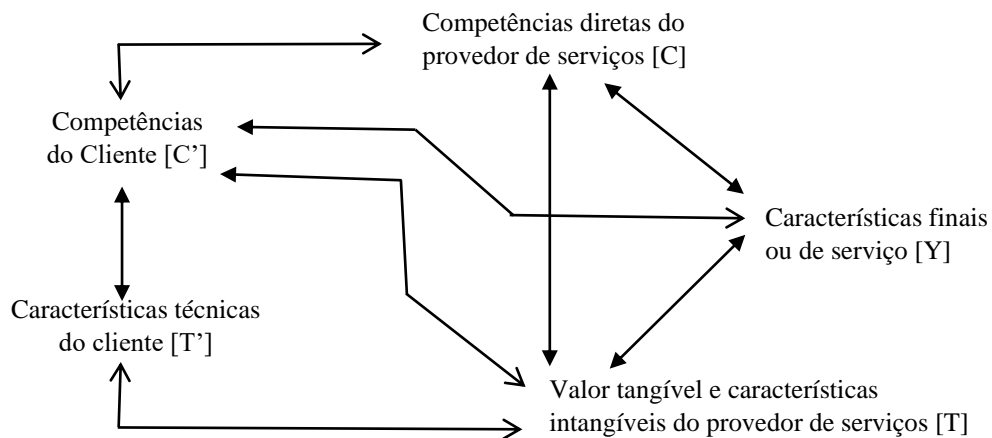 Competências diretas do
provedor de serviços [C]
Competências
do Cliente [C’]
Características finais
ou de serviço [Y]
Características técnicas
do cliente [T’]
Valor tangível e características
intangíveis do provedor de serviços [T]